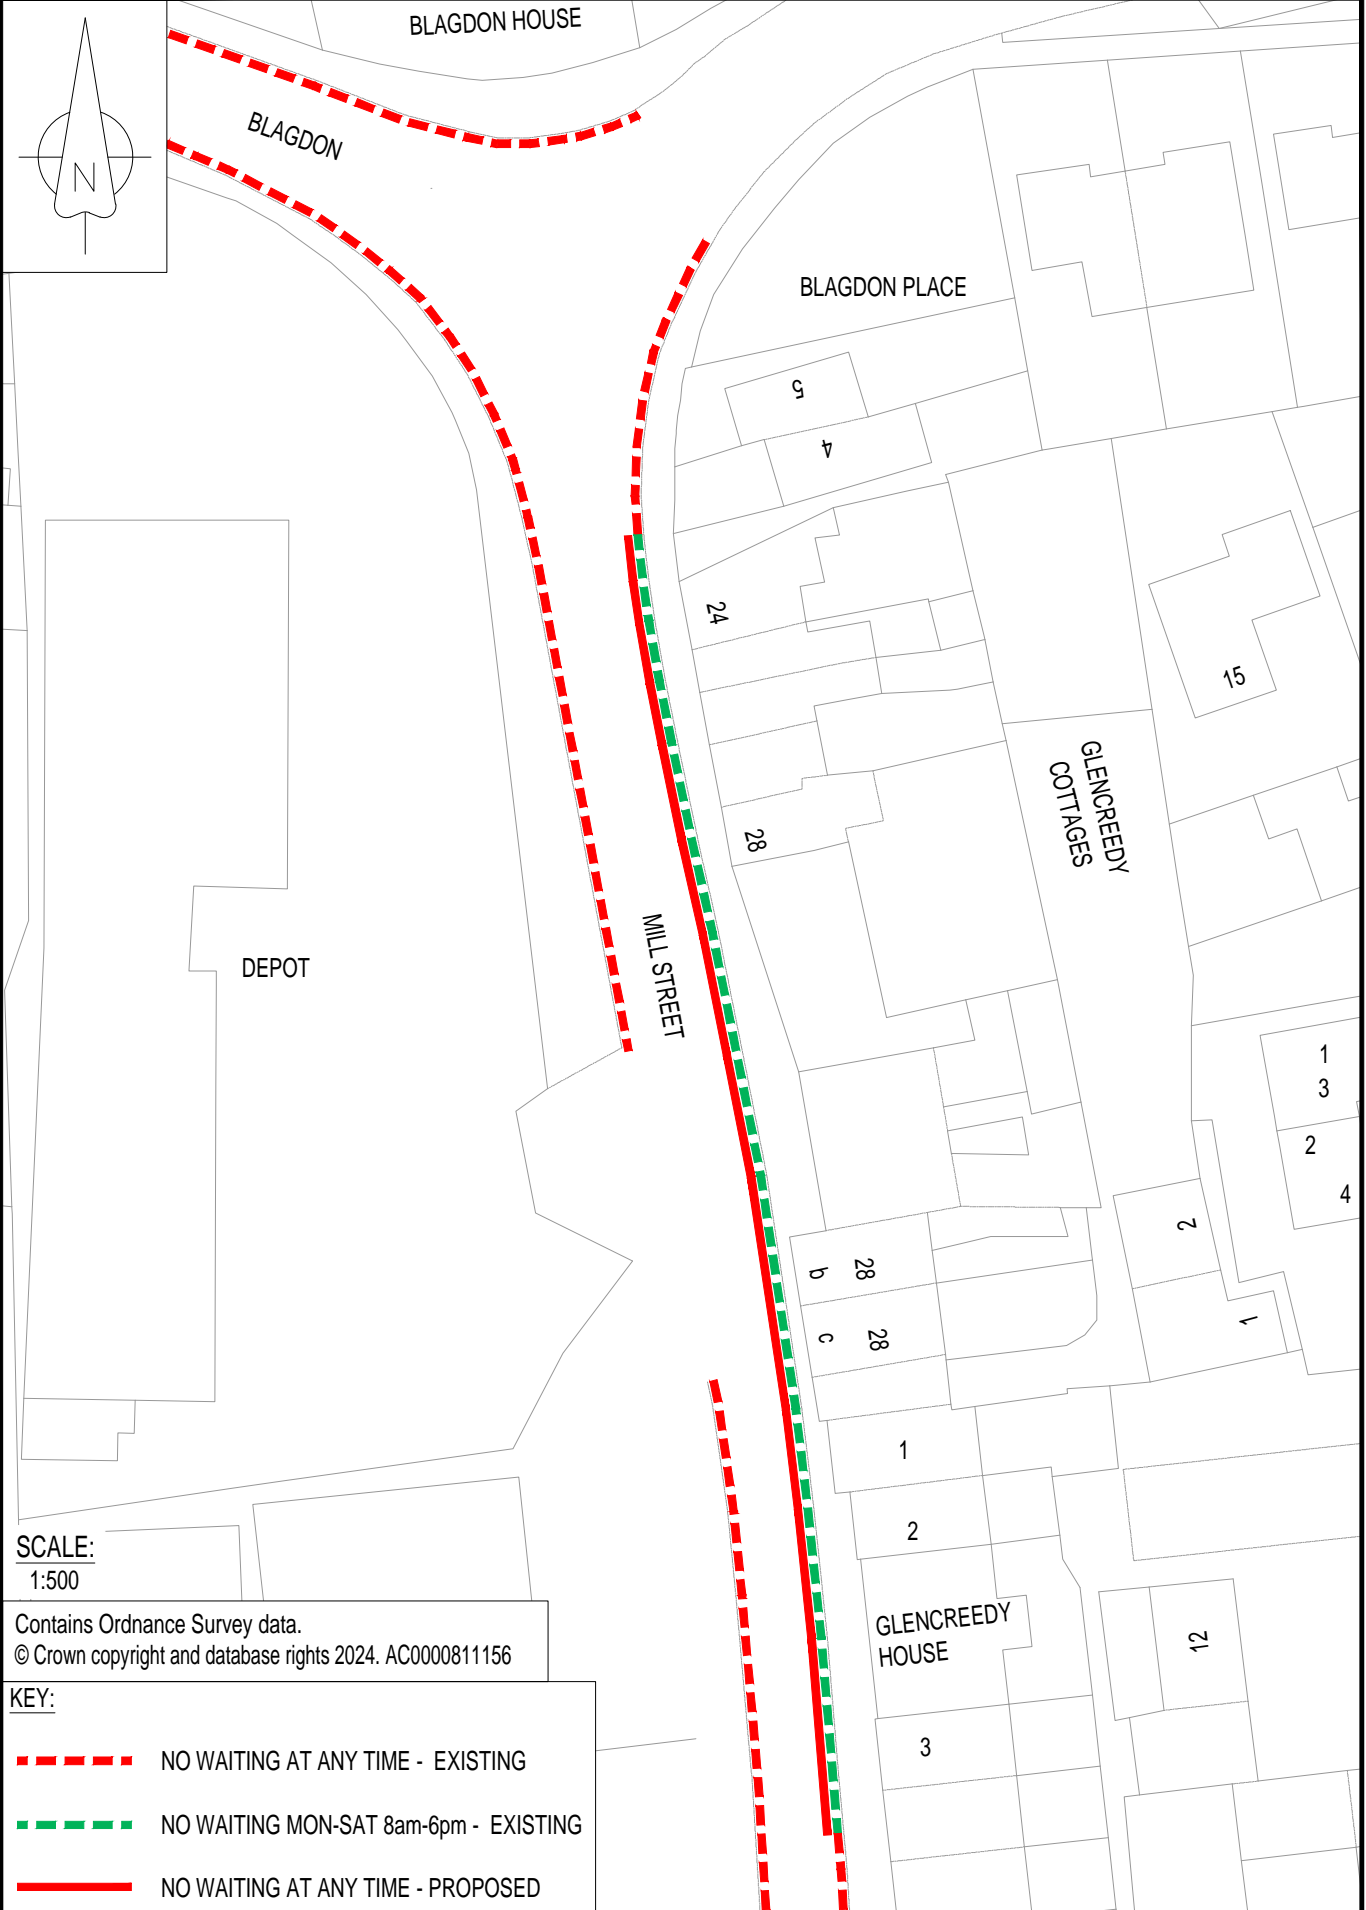 BLAGDON HOUSE
BLAGDON
N
BLAGDON PLACE
5
4
24
15
GLENCREEDY
COTTAGES
28
MILL STREET
DEPOT
1
3
2
4
2
b 28
c 28
1
1
2
GLENCREEDY
HOUSE
12
3
SCALE:
1:500
Contains Ordnance Survey data.
© Crown copyright and database rights 2024. AC0000811156
KEY:
NO WAITING AT ANY TIME - EXISTING
NO WAITING MON-SAT 8am-6pm - EXISTING
NO WAITING AT ANY TIME - PROPOSED